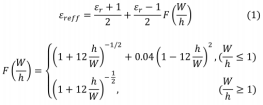 ε_reff = (ε_r + 1)/2 + (ε_r − 1)/2 F(W/h) (1)
F(W/h) = { (1 + 12 h/W)^(−1/2) + 0.04 (1 − 12 h/W)^2 , (W/h ≤ 1)
(1 + 12 h/W)^(−1/2) , (W/h ≥ 1)